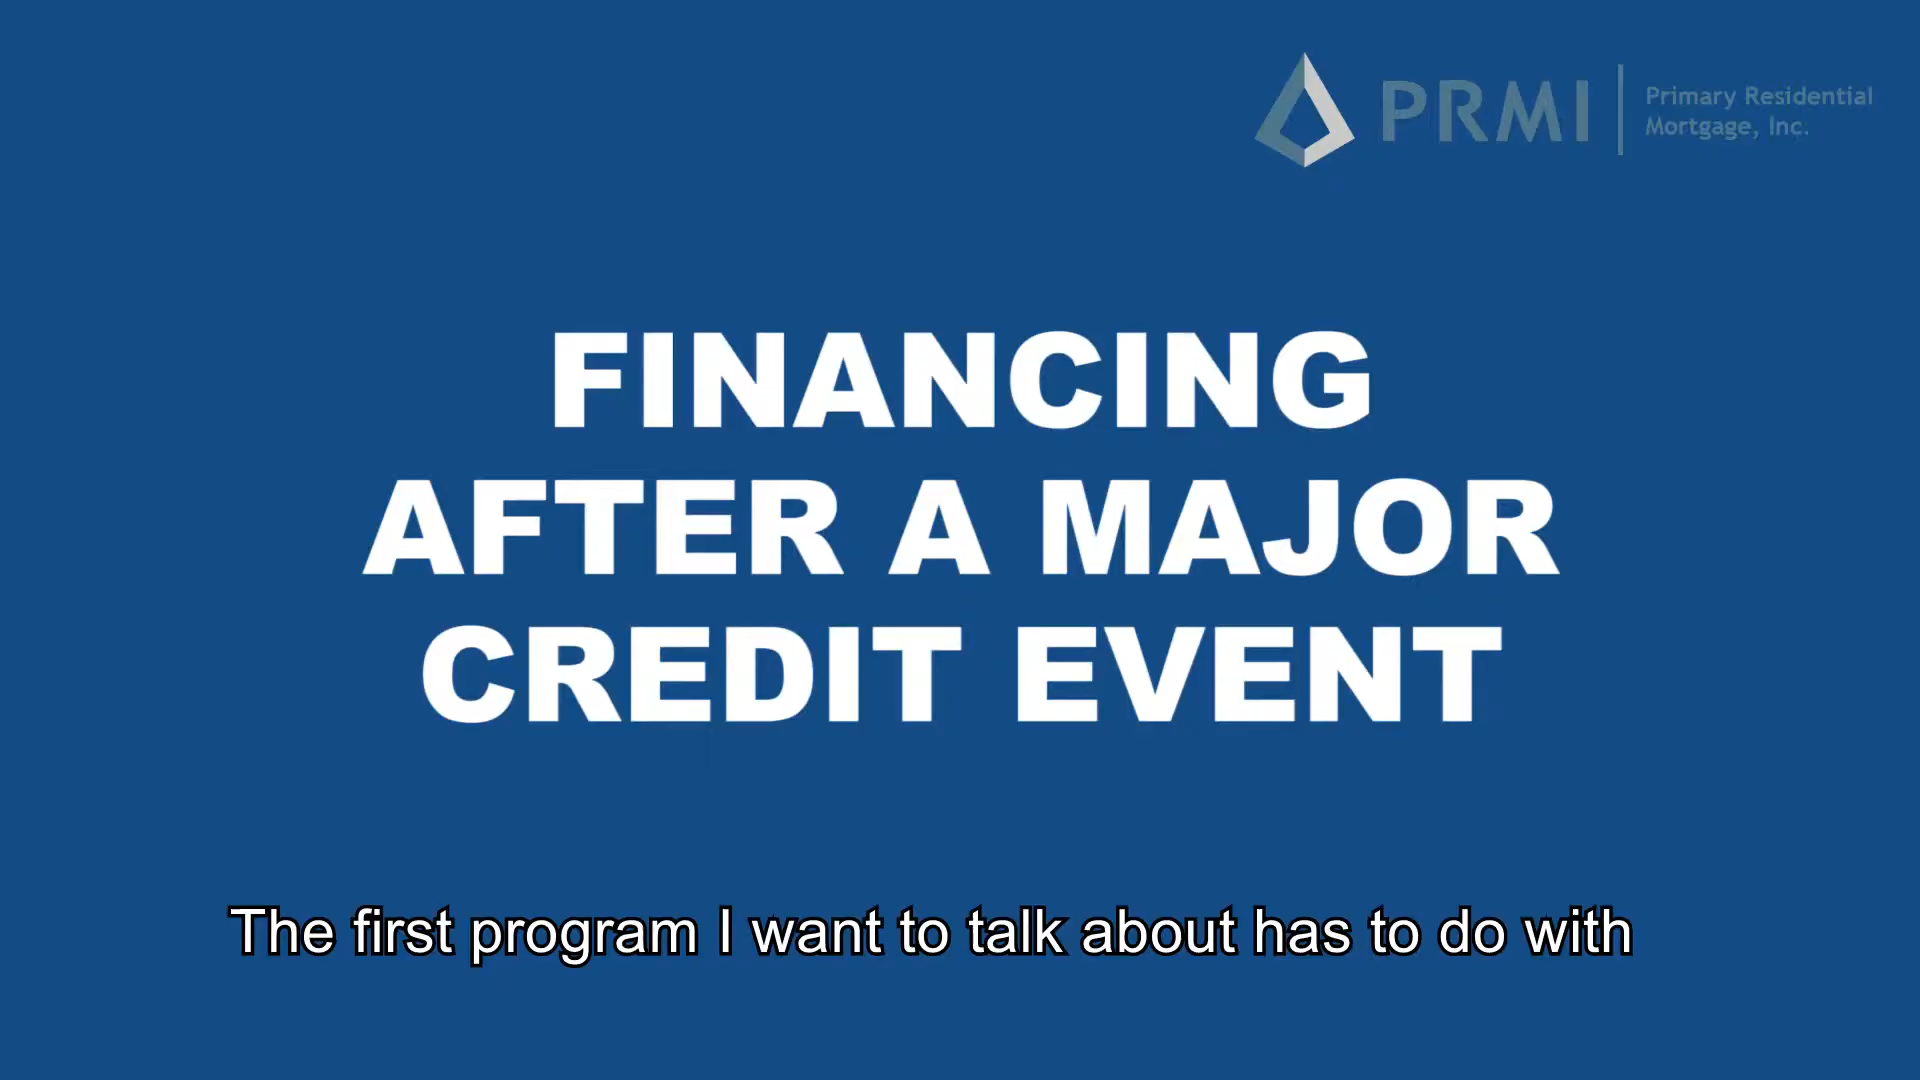 PRMI
Primary Residential
Mortgage, Inc.
FINANCING
AFTER A MAJOR
CREDIT EVENT
The first program I want to talk about has to do with